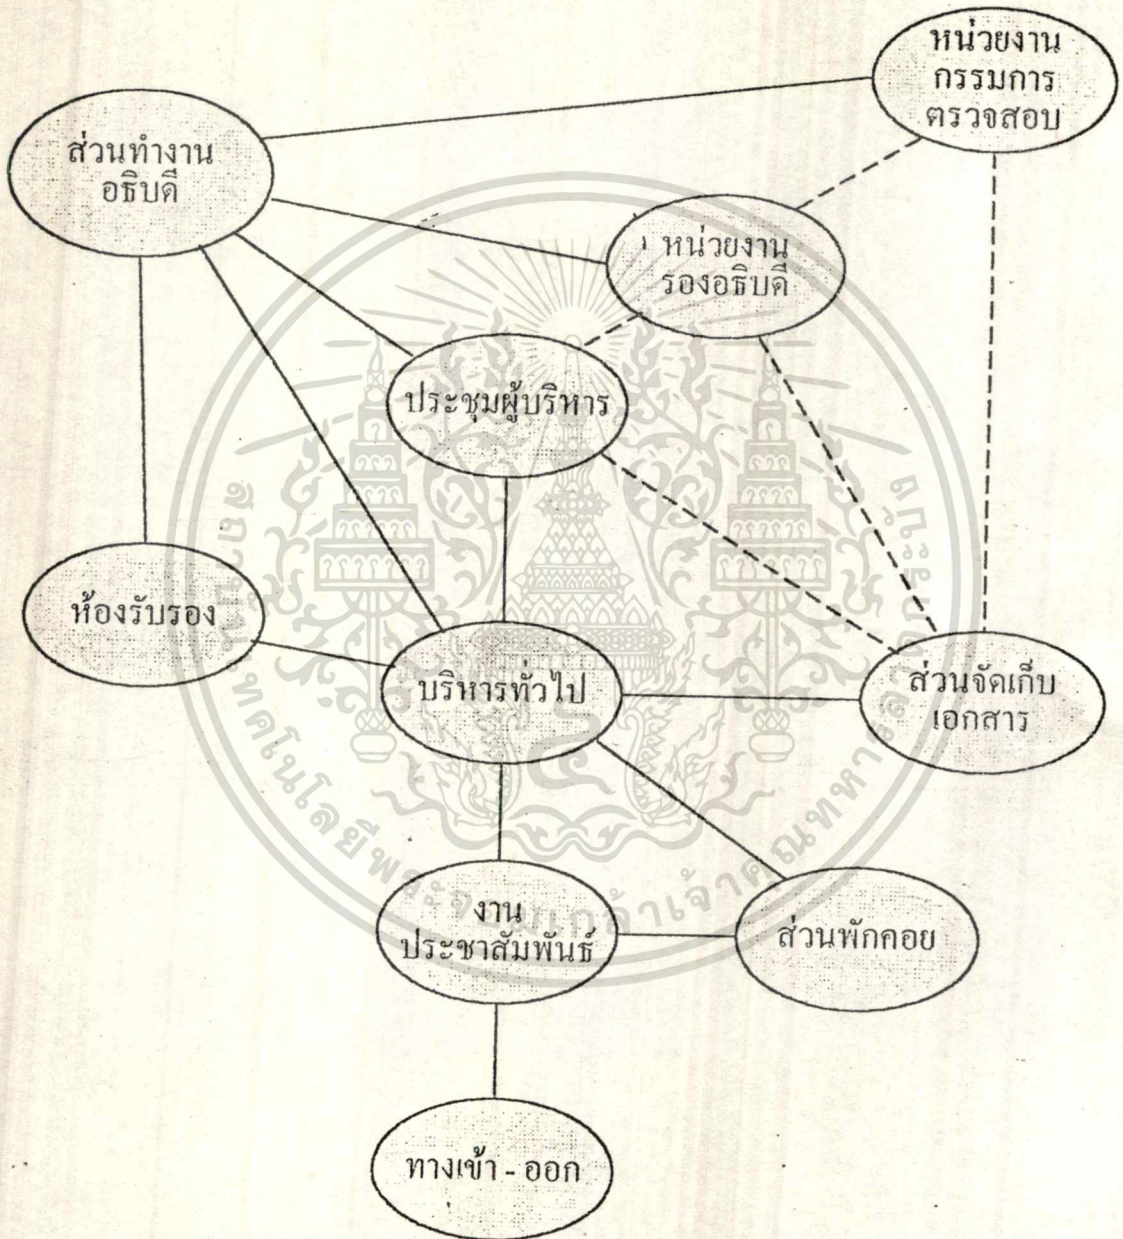 หน่วยงาน
กรรมการ
ตรวจสอบ
ส่วนทำงาน
อธิบดี
หน่วยงาน
รองอธิบดี
ประชุมผู้บริหาร
ห้องรับรอง
บริหารทั่วไป
ส่วนจัดเก็บ
เอกสาร
งาน
ประชาสัมพันธ์
ส่วนพักคอย
ทางเข้า - ออก